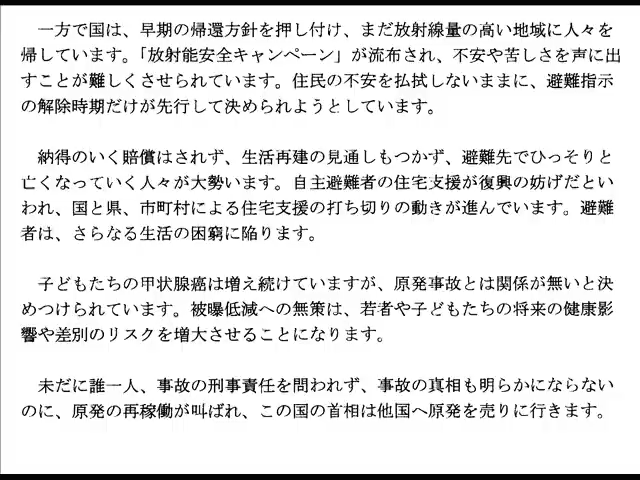 一方で国は、早期の帰還方針を押し付け、まだ放射線量の高い地域に人々を
帰しています。「放射能安全キャンペーン」が流布され、不安や苦しさを声に出
すことが難しくさせられています。住民の不安を払拭しないままに、避難指示
の解除時期だけが先行して決められようとしています。
納得のいく賠償はされず、生活再建の見通しもつかず、避難先でひっそりと
亡くなっていく人々が大勢います。自主避難者の住宅支援が復興の妨げだとい
われ、国と県、市町村による住宅支援の打ち切りの動きが進んでいます。避難
者は、さらなる生活の困窮に陥ります。
子どもたちの甲状腺癌は増え続けていますが、原発事故とは関係が無いと決
めつけられています。被曝低減への無策は、若者や子どもたちの将来の健康影
響や差別のリスクを増大させることになります。
未だに誰一人、事故の刑事責任を問われず、事故の真相も明らかにならない
のに、原発の再稼働が叫ばれ、この国の首相は他国へ原発を売りに行きます。